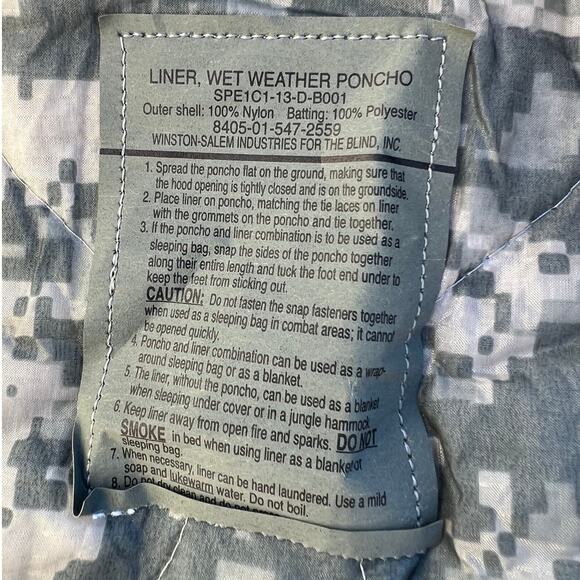 LINER, WET WEATHER PONCHO
SPE1C1-13-D-B001
Outer shell: 100% Nylon Batting: 100% Polyester
8405-01-547-2559
WINSTON-SALEM INDUSTRIES FOR THE BLIND, INC.
1. Spread the poncho flat on the ground, making sure that
the hood opening is tightly closed and is on the groundside.
2. Place liner on poncho, matching the tie laces on liner
with the grommets on the poncho and tie together.
3. If the poncho and liner combination is to be used as a
sleeping bag, snap the sides of the poncho together
along their entire length and tuck the foot end under to
keep the feet from sticking out.
CAUTION: Do not fasten the snap fasteners together
when used as a sleeping bag in combat areas; it cannot
be opened quickly.
4. Poncho and liner combination can be used as a wrap-
around sleeping bag or as a blanket.
5. The liner, without the poncho, can be used as a blanket
when sleeping under cover or in a jungle hammock.
6. Keep liner away from open fire and sparks. DO NOT
SMOKE in bed when using liner as a blanket or
sleeping bag.
7. When necessary, liner can be hand laundered. Use a mild
soap and lukewarm water. Do not boil.
8. Do not dry clean and do not